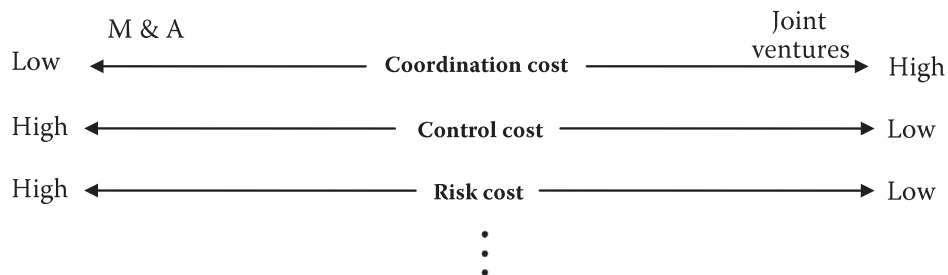 M & A
Joint
ventures
Low Coordination cost High
High Control cost Low
High Risk cost Low